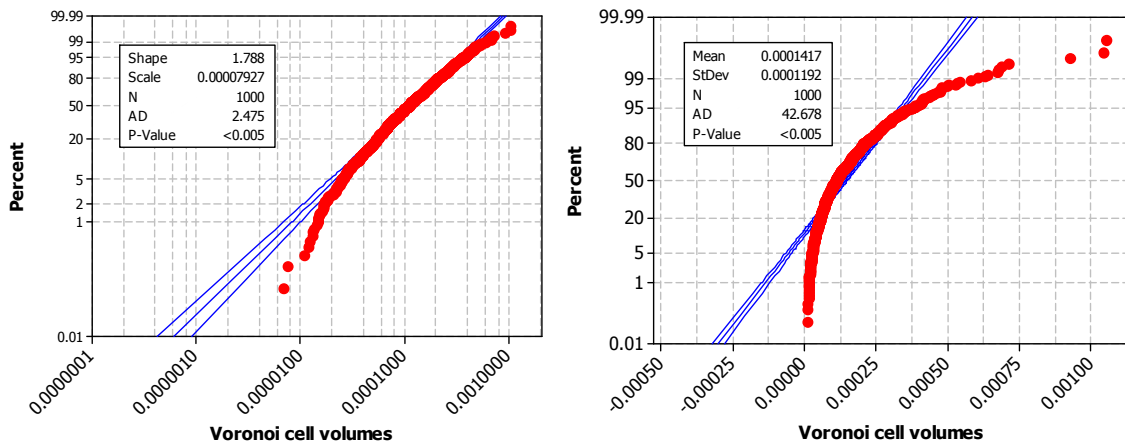 99.99
99
95
80
50
20
5
2
1
0.01
Percent
Shape 1.788
Scale 0.00007927
N 1000
AD 2.475
P-Value <0.005
0.0000001
0.0000010
0.0000100
0.0001000
0.0010000
Voronoi cell volumes
99.99
99
95
80
50
20
5
1
0.01
Percent
Mean 0.0001417
StDev 0.0001192
N 1000
AD 42.678
P-Value <0.005
-0.00050
-0.00025
0.00000
0.00025
0.00050
0.00075
0.00100
Voronoi cell volumes